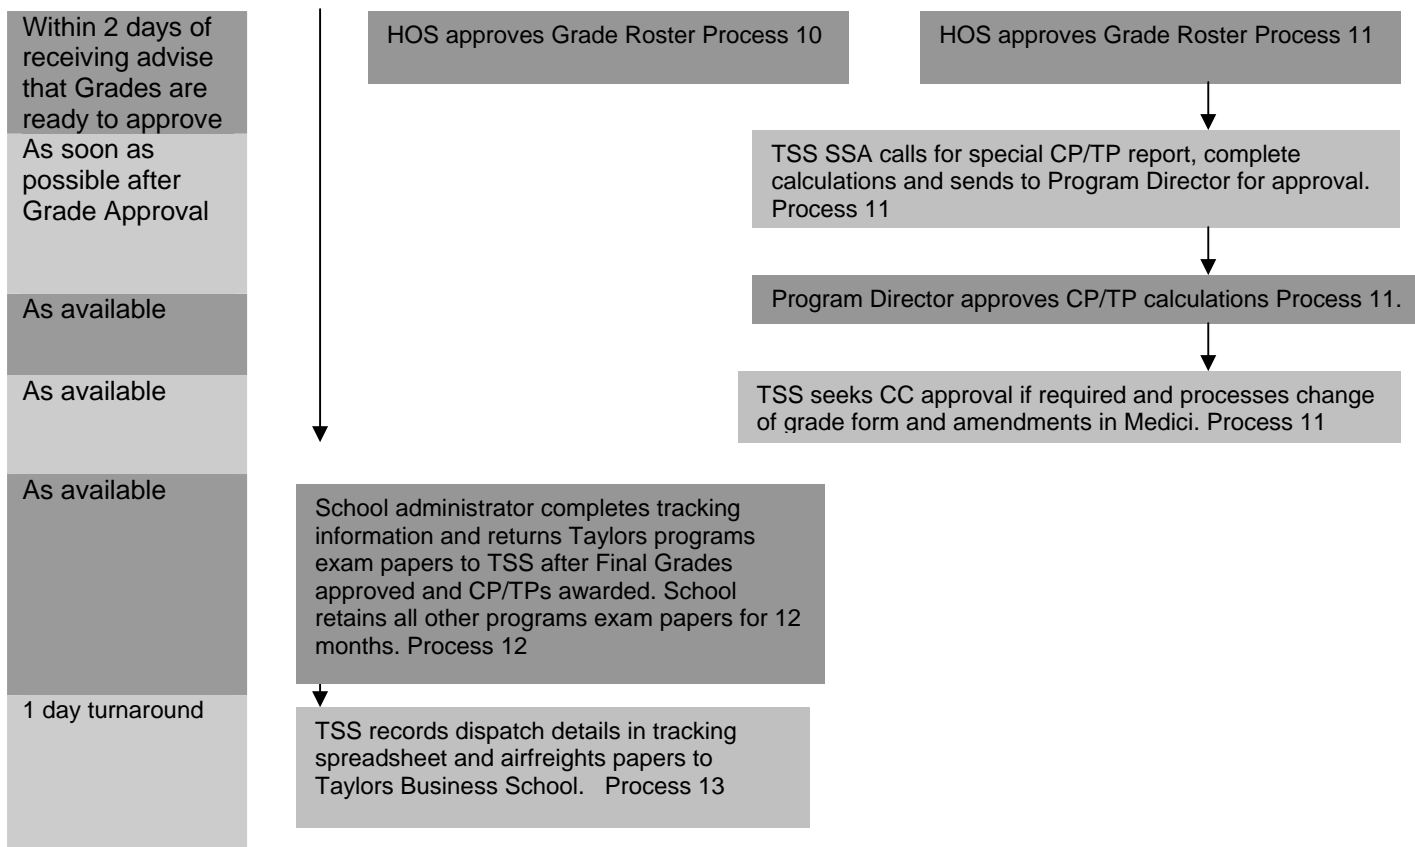 Within 2 days of
receiving advise
that Grades are
ready to approve
HOS approves Grade Roster Process 10
HOS approves Grade Roster Process 11
As soon as
possible after
Grade Approval
TSS SSA calls for special CP/TP report, complete
calculations and sends to Program Director for approval.
Process 11
As available
Program Director approves CP/TP calculations Process 11.
As available
TSS seeks CC approval if required and processes change
of grade form and amendments in Medici. Process 11
As available
School administrator completes tracking
information and returns Taylors programs
exam papers to TSS after Final Grades
approved and CP/TPs awarded. School
retains all other programs exam papers for 12
months. Process 12
1 day turnaround
TSS records dispatch details in tracking
spreadsheet and airfreights papers to
Taylors Business School.   Process 13